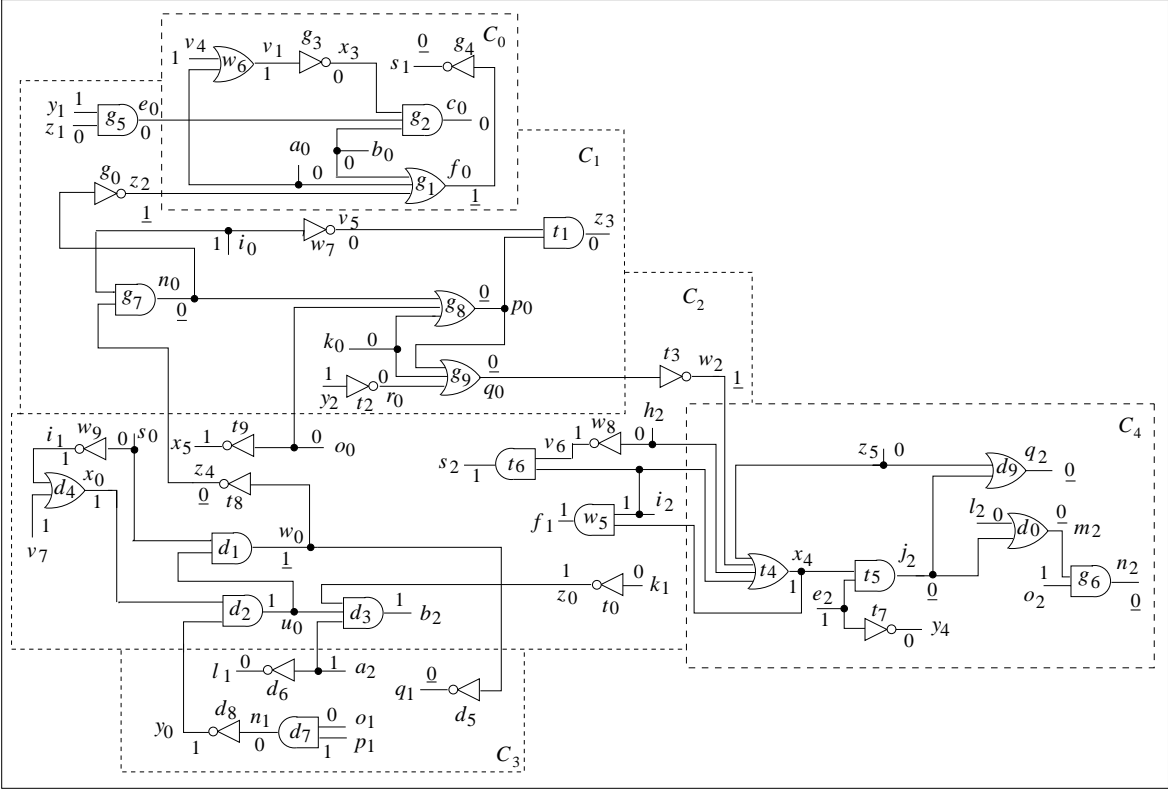 C0
v4
1
w6
v1
1
g3
x3
0
0
s1
g4
y1
1
z1
0
g5
e0
0
g2
c0
0
a0
0
0
b0
g1
f0
1
C1
g0
z2
1
1
i0
w7
v5
0
t1
z3
0
g7
n0
0
g8
0
p0
C2
k0
0
1
y2
t2
0
r0
g9
0
q0
t3
w2
1
i1
1
w9
0
s0
x5
1
t9
0
o0
z4
0
t8
d4
x0
1
1
v7
d1
w0
1
d2
1
u0
d3
1
b2
1
z0
t0
0
k1
s2
1
t6
v6
1
w8
0
h2
f1
1
w5
1
i2
C4
z5
0
d9
q2
0
l2
0
d0
0
m2
t4
x4
1
t5
j2
0
1
o2
g6
n2
0
e2
1
t7
0
y4
l1
0
d6
1
a2
q1
0
d5
y0
1
d8
n1
0
d7
0
o1
1
p1
C3